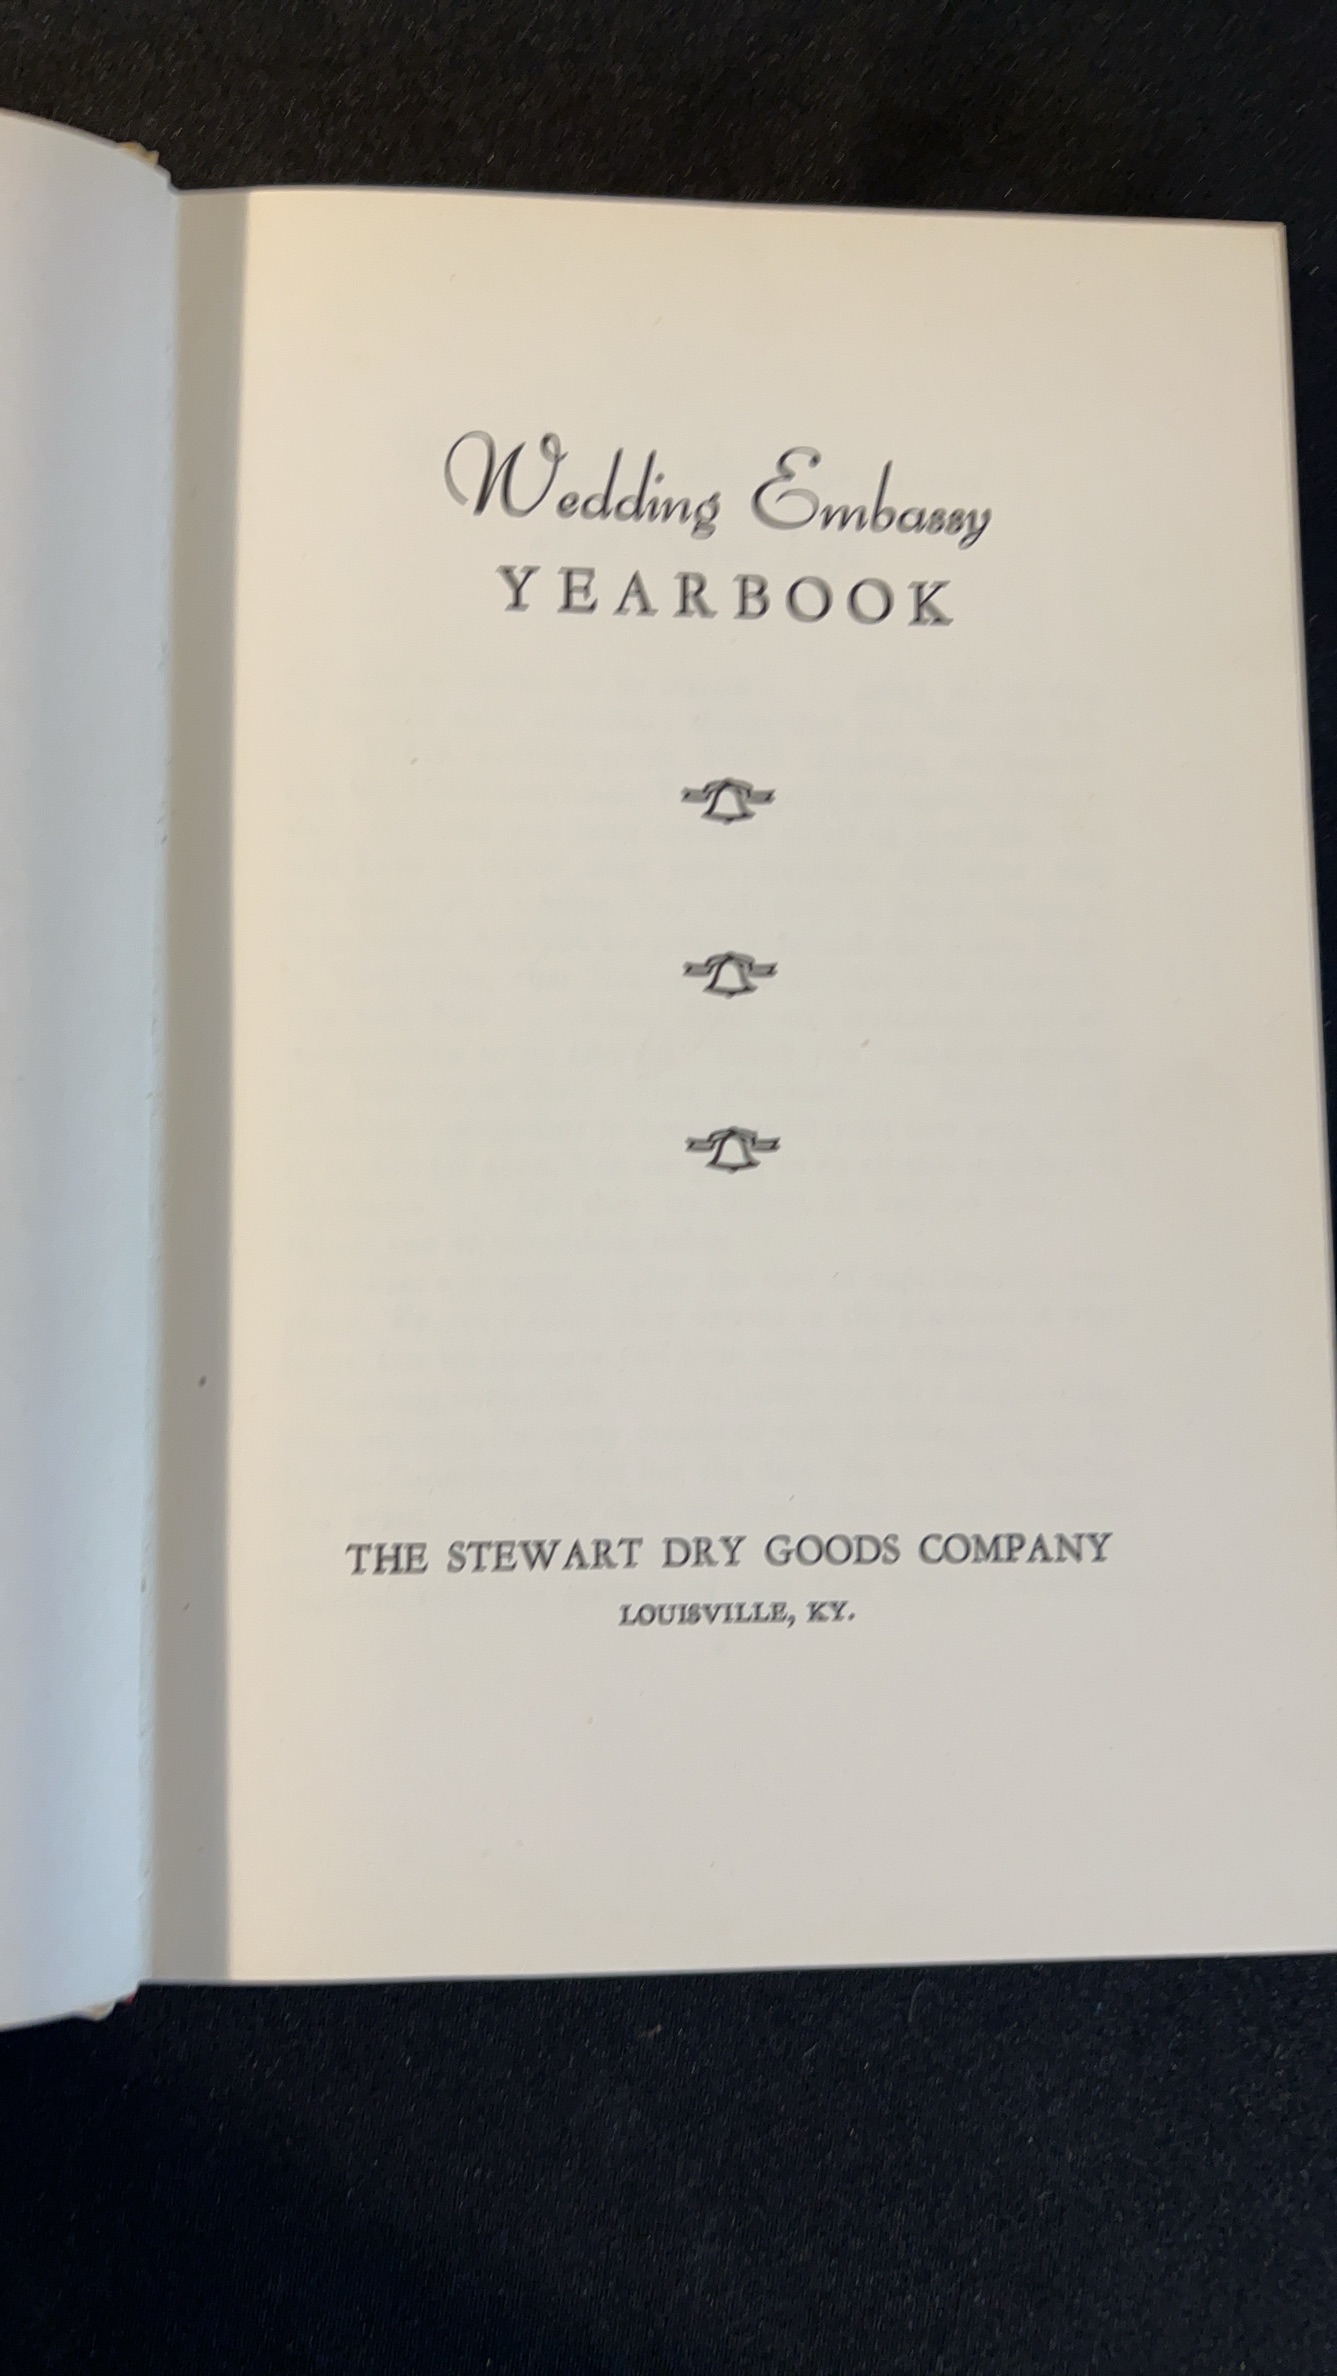 Wedding Embassy
YEARBOOK
THE STEWART DRY GOODS COMPANY
LOUISVILLE, KY.